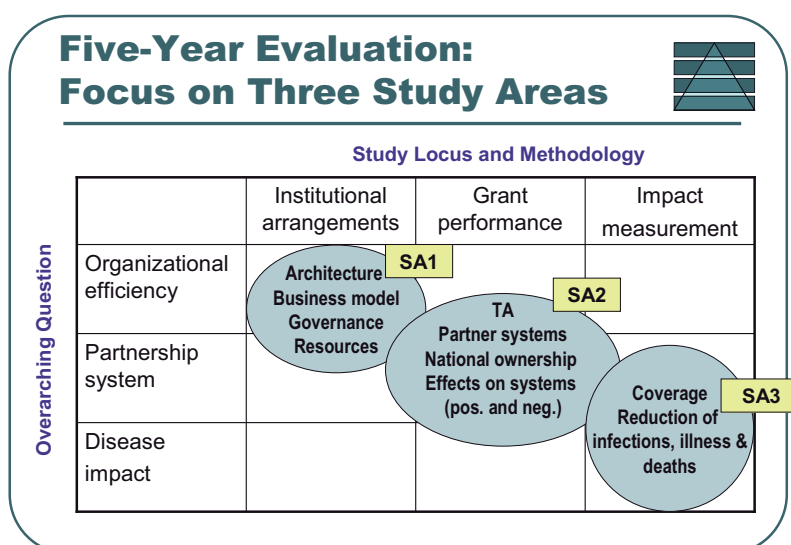 Five-Year Evaluation:
Focus on Three Study Areas
Study Locus and Methodology
Overarching Question
Institutional
arrangements
Grant
performance
Impact
measurement
Organizational
efficiency
Partnership
system
Disease
impact
SA1
Architecture
Business model
Governance
Resources
SA2
TA
Partner systems
National ownership
Effects on systems
(pos. and neg.)
SA3
Coverage
Reduction of
infections, illness &
deaths